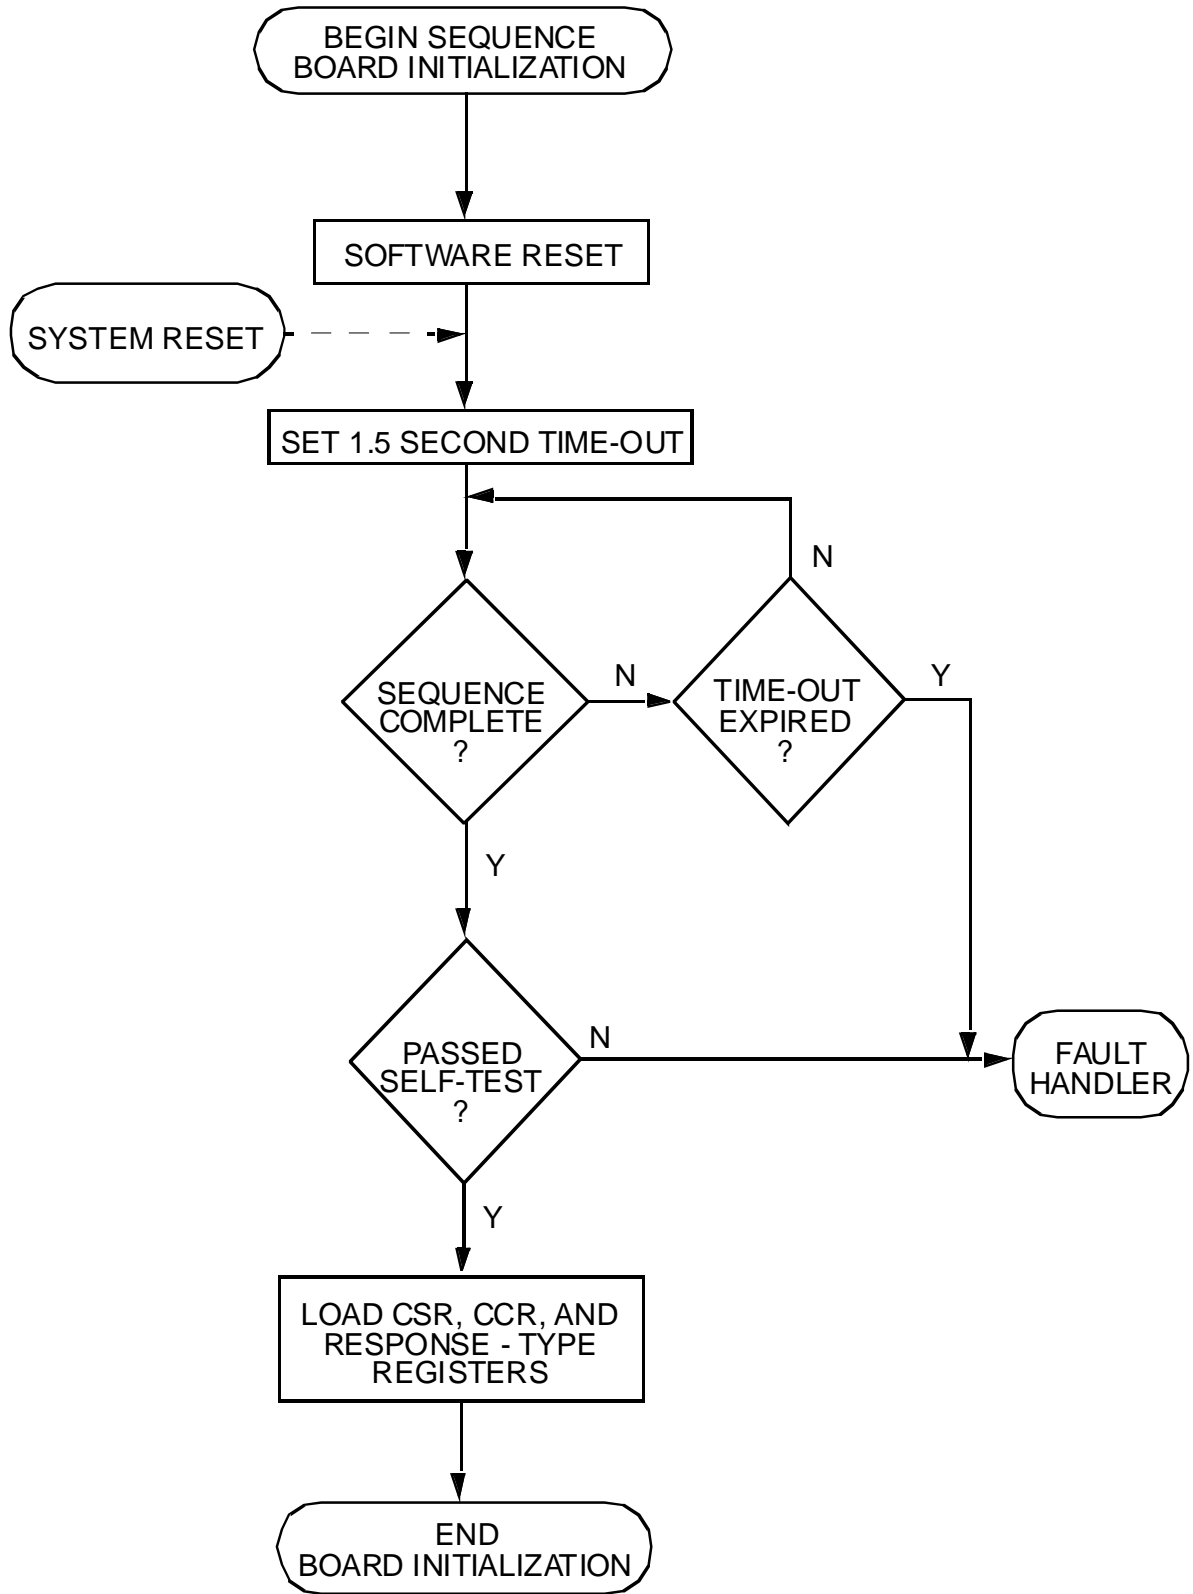 BEGIN SEQUENCE
BOARD INITIALIZATION
SOFTWARE RESET
SYSTEM RESET
SET 1.5 SECOND TIME-OUT
N
SEQUENCE
COMPLETE
?
N
TIME-OUT
EXPIRED
?
Y
Y
PASSED
SELF-TEST
?
N
FAULT
HANDLER
Y
LOAD CSR, CCR, AND
RESPONSE - TYPE
REGISTERS
END
BOARD INITIALIZATION